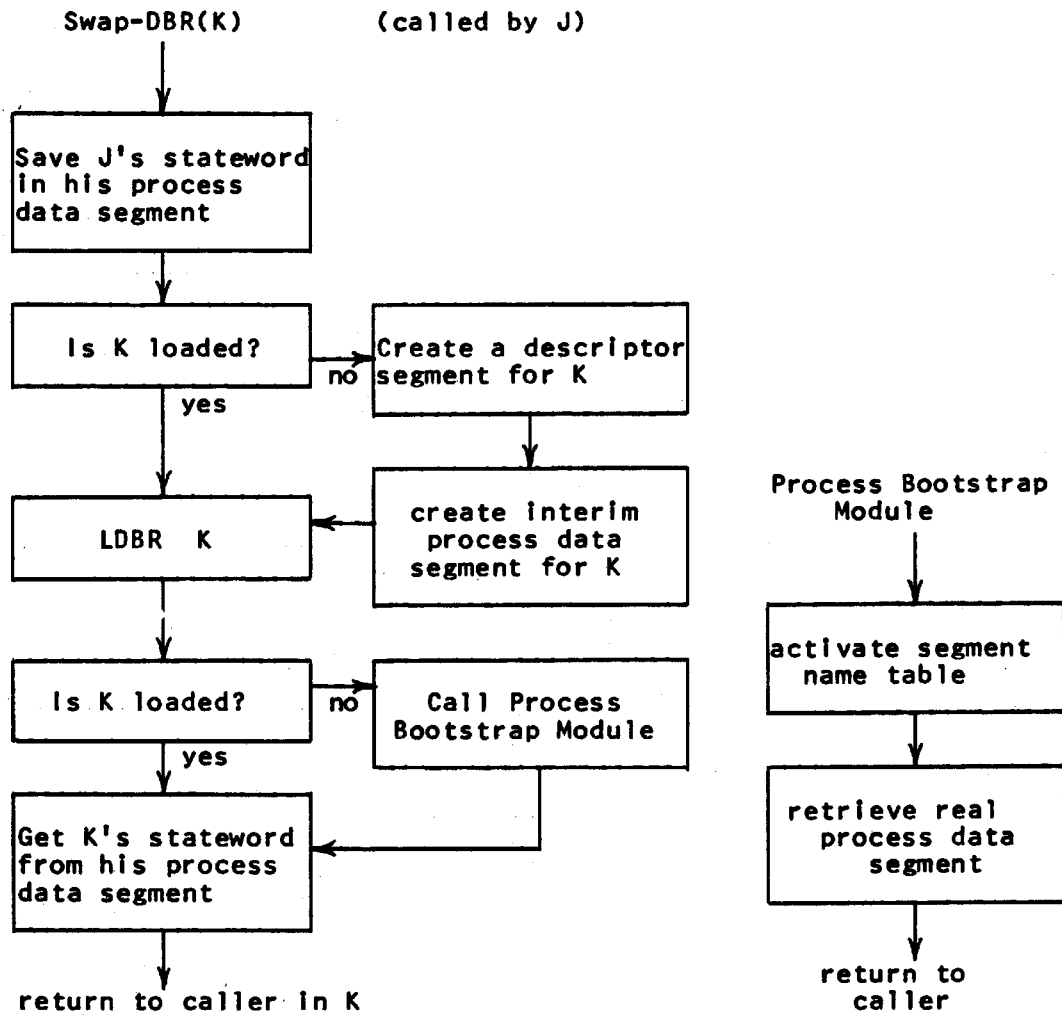 Swap-DBR(K) (called by J)
Save J's stateword
in his process
data segment
Is K loaded?
no
yes
Create a descriptor
segment for K
create interim
process data
segment for K
LDBR K
Is K loaded?
no
yes
Call Process
Bootstrap Module
Get K's stateword
from his process
data segment
return to caller in K
Process Bootstrap
Module
activate segment
name table
retrieve real
process data
segment
return to
caller